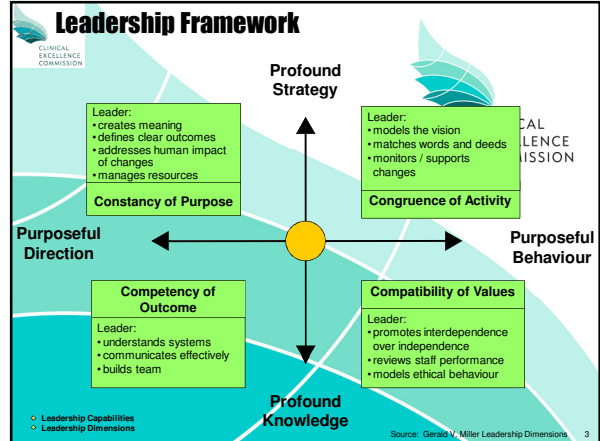 Leadership Framework
CLINICAL
EXCELLENCE
COMMISSION
Profound
Strategy
Leader:
• creates meaning
• defines clear outcomes
• addresses human impact
of changes
• manages resources
Constancy of Purpose
Leader:
• models the vision
• matches words and deeds
• monitors / supports
changes
Congruence of Activity
CAL
LENCE
MISSION
Purposeful
Direction
Purposeful
Behaviour
Competency of
Outcome
Leader:
• understands systems
• communicates effectively
• builds team
Compatibility of Values
Leader:
• promotes interdependence
over independence
• reviews staff performance
• models ethical behaviour
Profound
Knowledge
Leadership Capabilities
Leadership Dimensions
Source: Gerald V. Miller Leadership Dimensions 3